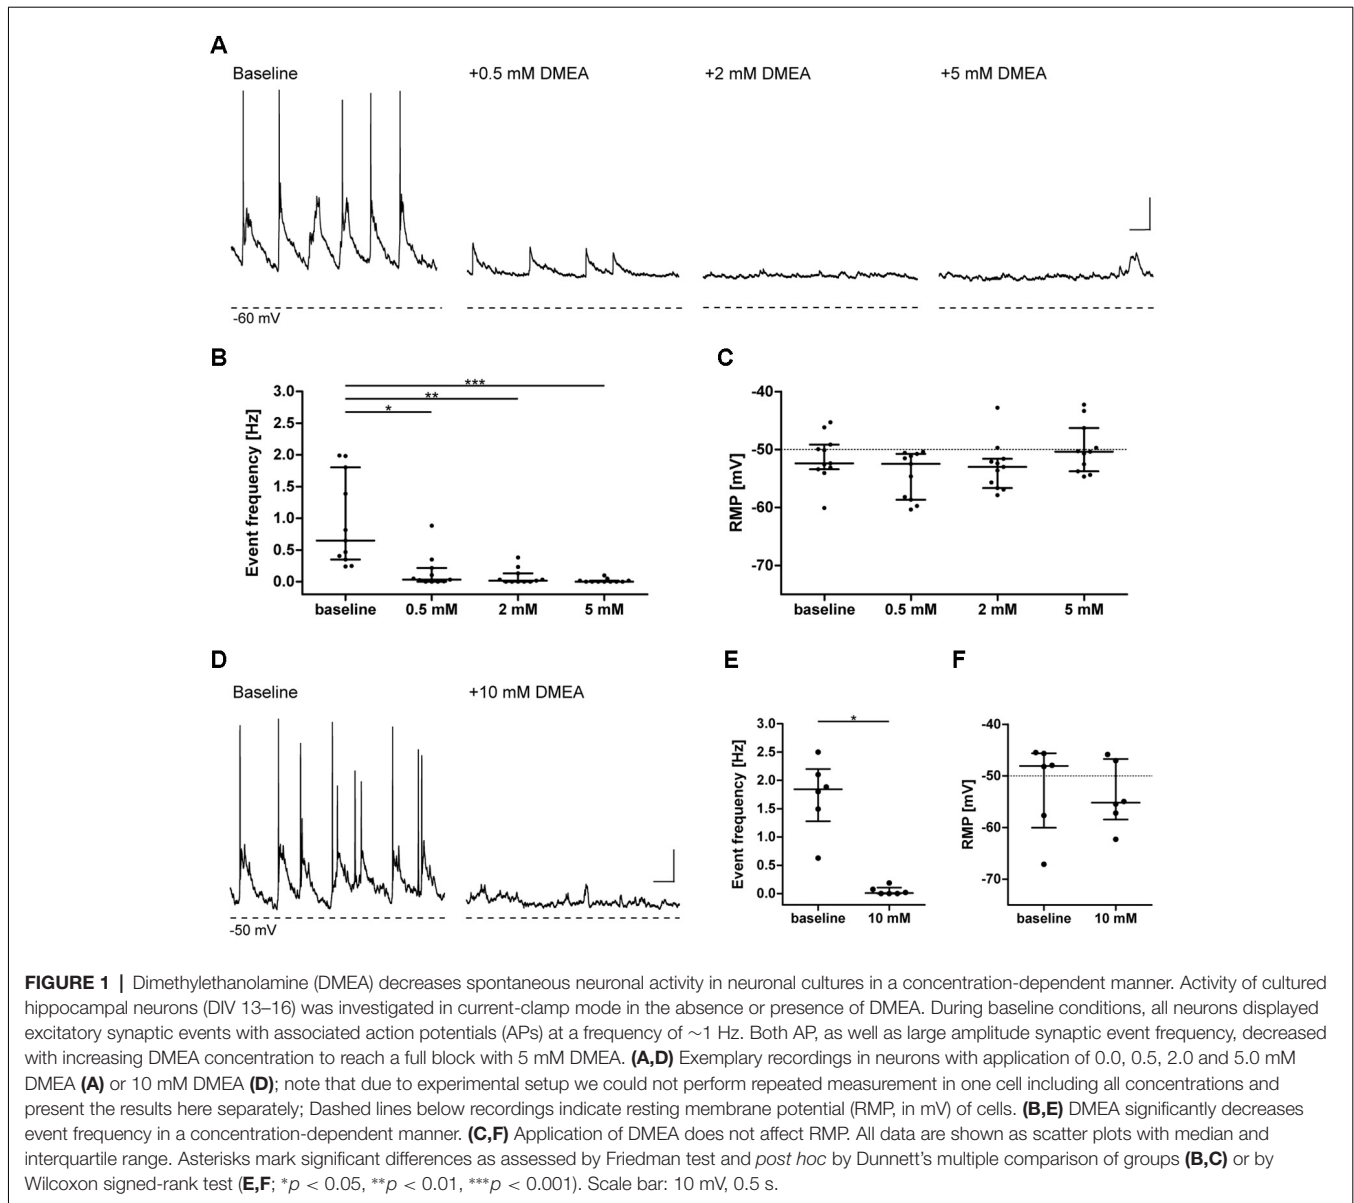 A
Baseline
+0.5 mM DMEA
+2 mM DMEA
+5 mM DMEA
-60 mV
B
***
**
*
3.0
2.5
2.0
1.5
1.0
0.5
0.0
Event frequency [Hz]
baseline
0.5 mM
2 mM
5 mM
C
-40
-50
-60
-70
RMP [mV]
baseline
0.5 mM
2 mM
5 mM
D
Baseline
+10 mM DMEA
-50 mV
E
*
3.0
2.5
2.0
1.5
1.0
0.5
0.0
Event frequency [Hz]
baseline
10 mM
F
-40
-50
-60
-70
RMP [mV]
baseline
10 mM
FIGURE 1 | Dimethylethanolamine (DMEA) decreases spontaneous neuronal activity in neuronal cultures in a concentration-dependent manner. Activity of cultured
hippocampal neurons (DIV 13–16) was investigated in current-clamp mode in the absence or presence of DMEA. During baseline conditions, all neurons displayed
excitatory synaptic events with associated action potentials (APs) at a frequency of ∼1 Hz. Both AP, as well as large amplitude synaptic event frequency, decreased
with increasing DMEA concentration to reach a full block with 5 mM DMEA. (A,D) Exemplary recordings in neurons with application of 0.0, 0.5, 2.0 and 5.0 mM
DMEA (A) or 10 mM DMEA (D); note that due to experimental setup we could not perform repeated measurement in one cell including all concentrations and
present the results here separately; Dashed lines below recordings indicate resting membrane potential (RMP, in mV) of cells. (B,E) DMEA significantly decreases
event frequency in a concentration-dependent manner. (C,F) Application of DMEA does not affect RMP. All data are shown as scatter plots with median and
interquartile range. Asterisks mark significant differences as assessed by Friedman test and post hoc by Dunnett's multiple comparison of groups (B,C) or by
Wilcoxon signed-rank test (E,F; *p < 0.05, **p < 0.01, ***p < 0.001). Scale bar: 10 mV, 0.5 s.